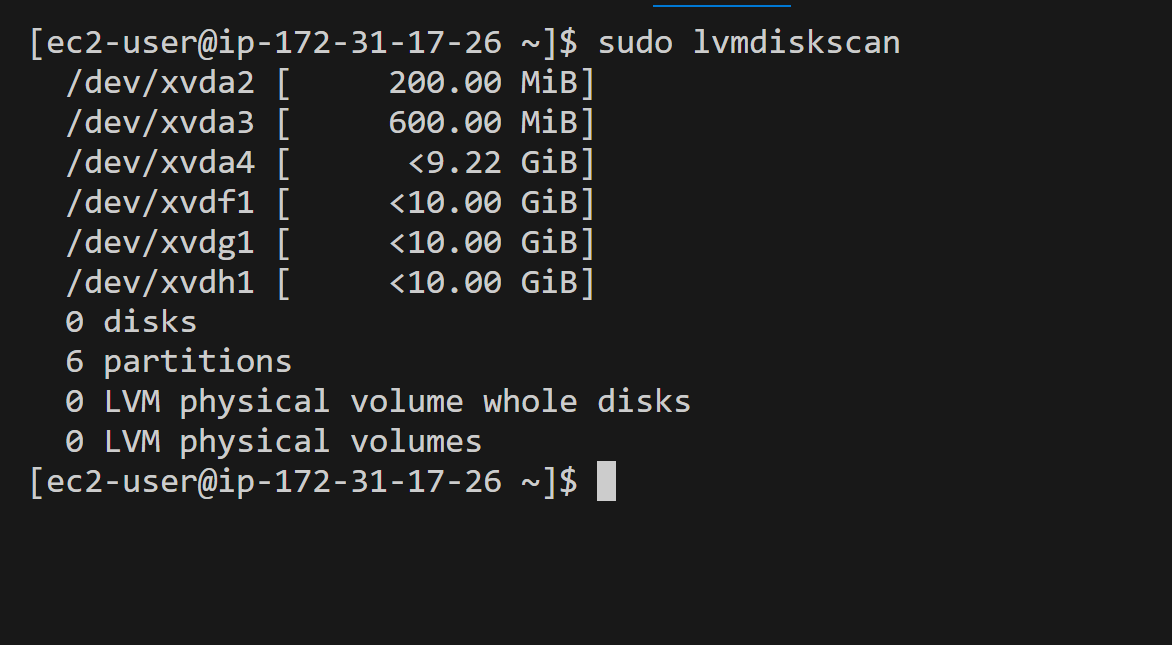 [ec2-user@ip-172-31-17-26 ~]$ sudo lvmdiskscan
  /dev/xvda2 [     200.00 MiB]
  /dev/xvda3 [     600.00 MiB]
  /dev/xvda4 [      <9.22 GiB]
  /dev/xvdf1 [     <10.00 GiB]
  /dev/xvdg1 [     <10.00 GiB]
  /dev/xvdh1 [     <10.00 GiB]
  0 disks
  6 partitions
  0 LVM physical volume whole disks
  0 LVM physical volumes
[ec2-user@ip-172-31-17-26 ~]$